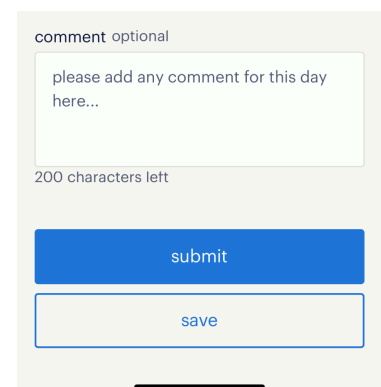 comment optional
please add any comment for this day
here...
200 characters left
submit
save